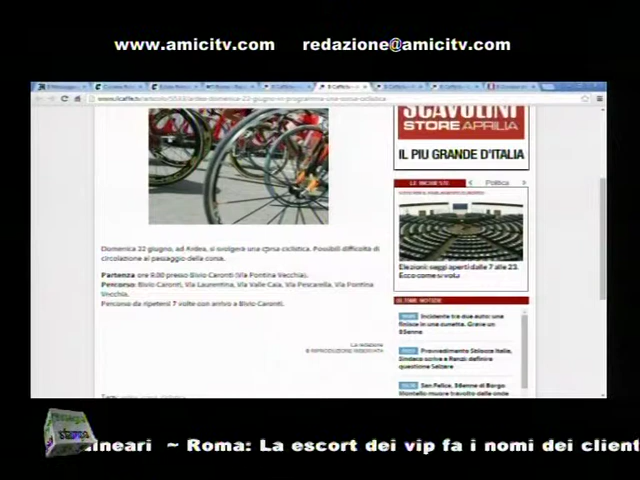 www.amicitv.com redazione@amicitv.com
SCAVOLINI
STORE APRILIA
IL PIU GRANDE D'ITALIA
LE INCHIESTE
Politica
Elezioni: seggi aperti dalle 7 alle 23.
Ecco come si vota
Domenica 22 giugno, ad Ardea, si svolgerà una corsa ciclistica. Possibili difficoltà di
circolazione al passaggio della corsa.
Partenza ore 9.00 presso Bivio Caronti (Via Pontina Vecchia).
Percorso: Bivio Caronti, Via Laurentina, Via Valle Caia, Via Pescarella, Via Pontina
Vecchia.
Percorso da ripetersi 7 volte con arrivo a Bivio Caronti.
La redazione
© RIPRODUZIONE RISERVATA
ULTIME NOTIZIE
Incidente tra due auto: una
finisce in una cunetta. Grave un
Provvedimento Sblocca Italia,
Sindaco scrive a Renzi: definire
questione
San Felice, 38enne di Borgo
Montello muore travolto dalle onde
alneari ~ Roma: La escort dei vip fa i nomi dei client